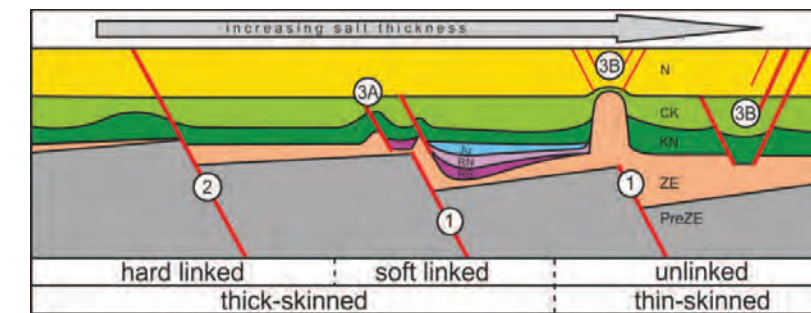 increasing salt thickness
3B
N
3A
CK
3B
KN
RN
ZE
2
1
1
PreZE
hard linked soft linked unlinked
thick-skinned thin-skinned